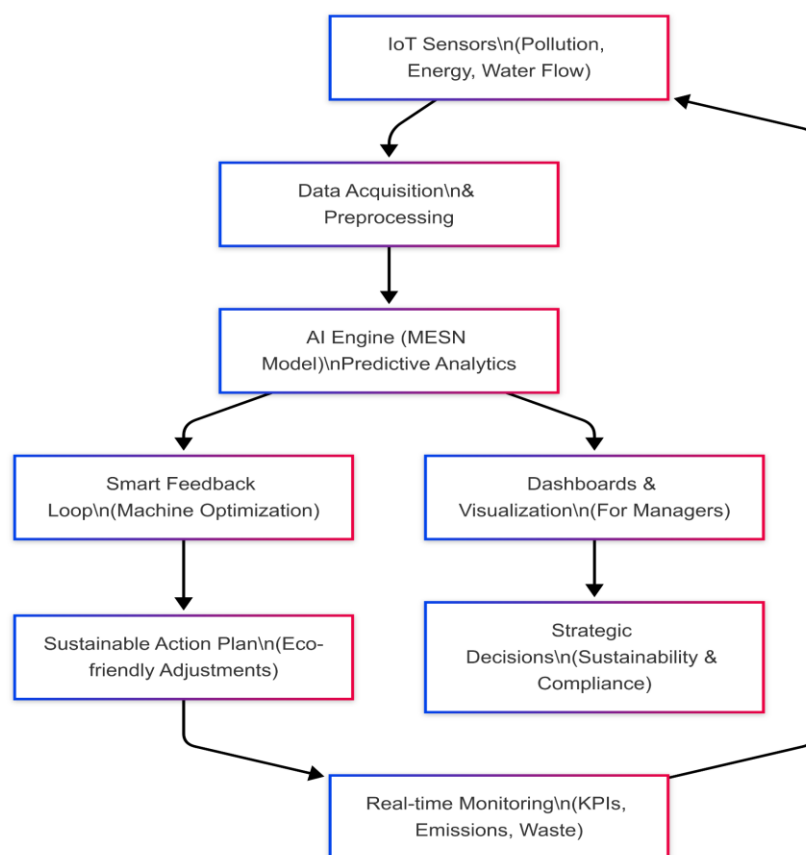 IoT Sensors\n(Pollution,
Energy, Water Flow)
Data Acquisition\n&
Preprocessing
AI Engine (MESN
Model)\nPredictive Analytics
Smart Feedback
Loop\n(Machine Optimization)
Dashboards &
Visualization\n(For Managers)
Sustainable Action Plan\n(Eco-
friendly Adjustments)
Strategic
Decisions\n(Sustainability &
Compliance)
Real-time Monitoring\n(KPIs,
Emissions, Waste)